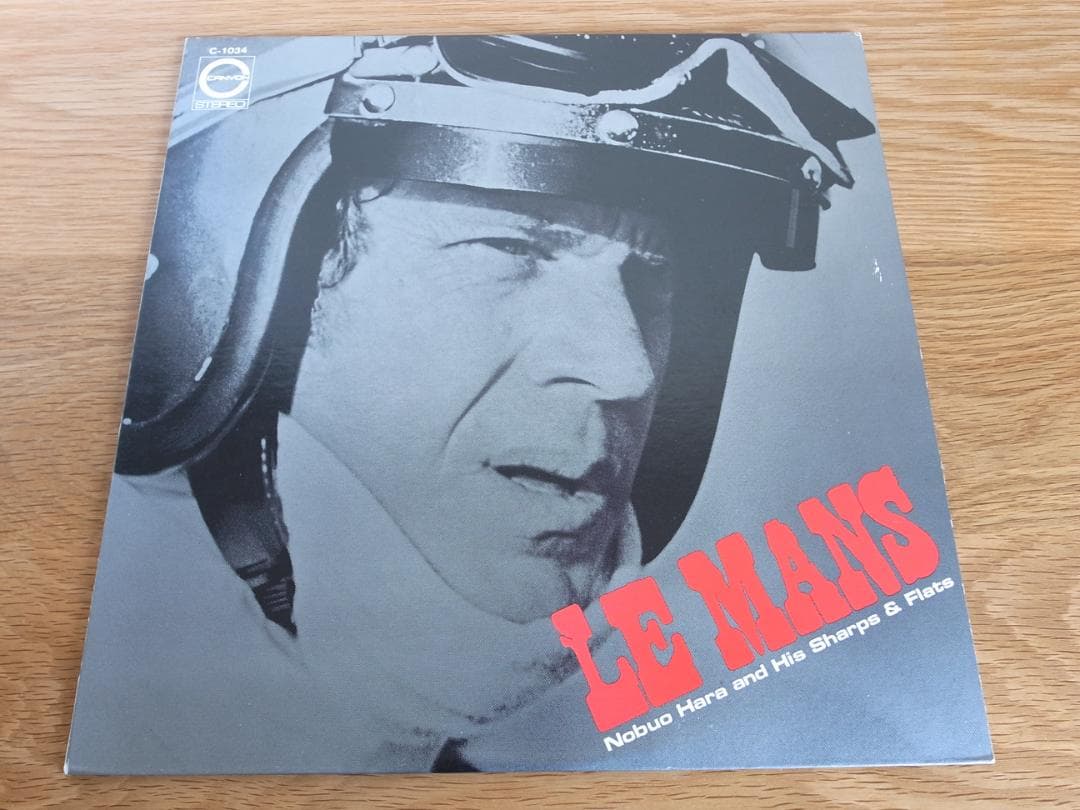 C-1034
CANYON
STEREO
LE MANS
Nobuo Hara and His Sharps & Flats